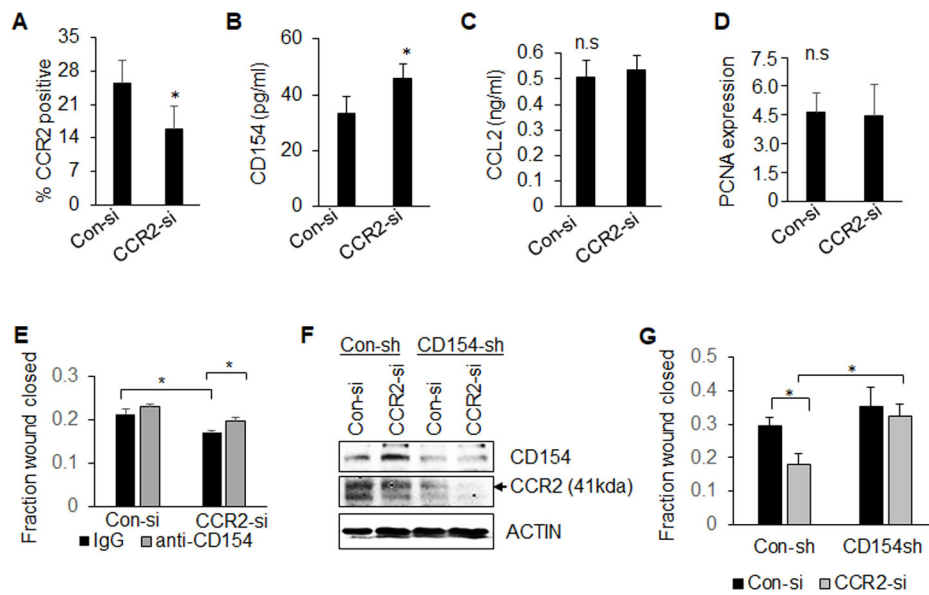 A
% CCR2 positive
35
28
21
14
7
0
*
Con-si
CCR2-si
B
CD154 (pg/ml)
60
40
20
0
*
Con-si
CCR2-si
C
CCL2 (ng/ml)
0.6
0.5
0.4
0.3
0.2
0.1
0
n.s
Con-si
CCR2-si
D
PCNA expression
7.5
6.0
4.5
3.0
1.5
0
n.s
Con-si
CCR2-si
E
Fraction wound closed
0.3
0.2
0.1
0
*
*
Con-si
CCR2-si
IgG
anti-CD154
F
Con-sh
CD154-sh
Con-si
CCR2-si
Con-si
CCR2-si
CD154
CCR2 (41kda)
ACTIN
G
Fraction wound closed
0.5
0.4
0.3
0.2
0.1
0
*
*
Con-sh
CD154sh
Con-si
CCR2-si